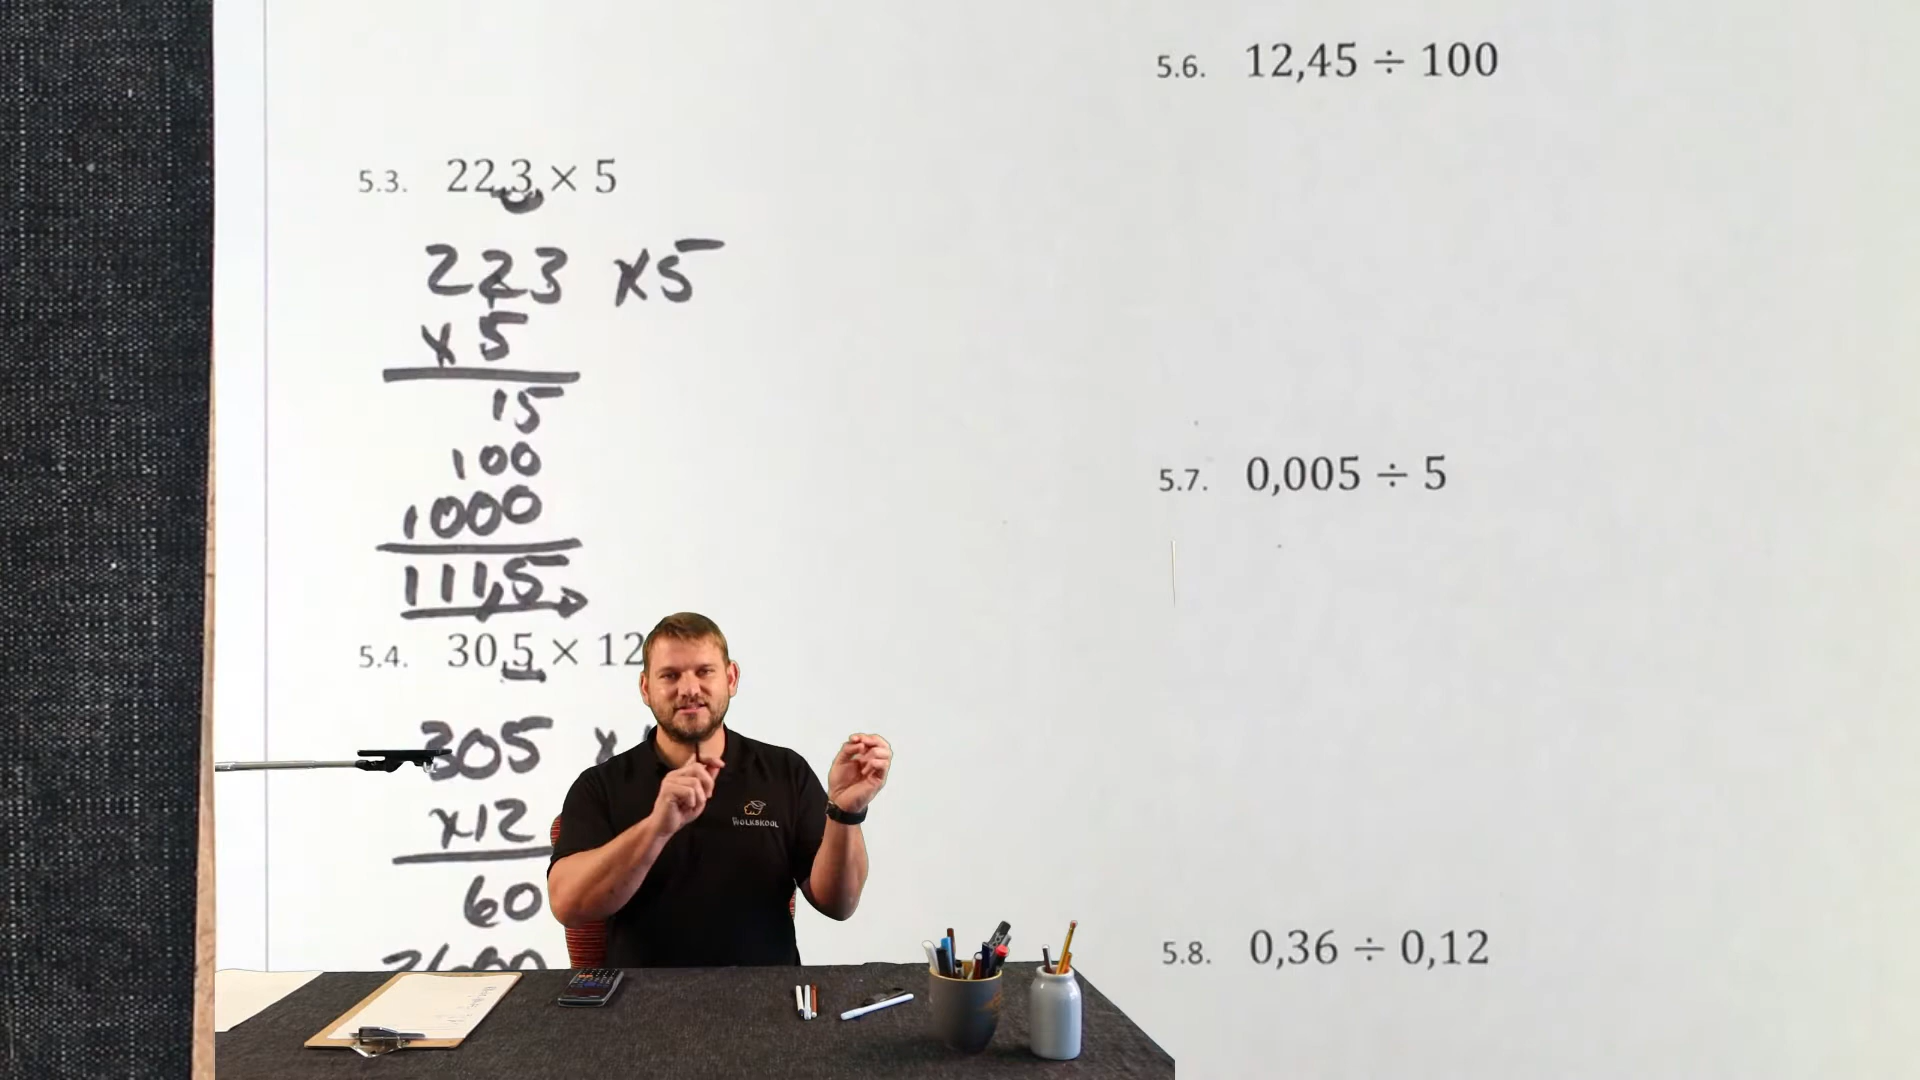 5.3. 22,3 × 5
223 ×5
×5
15
100
1000
111,5
5.4. 30,5 × 12
305 ×
×12
60
5.6. 12,45 ÷ 100
5.7. 0,005 ÷ 5
5.8. 0,36 ÷ 0,12